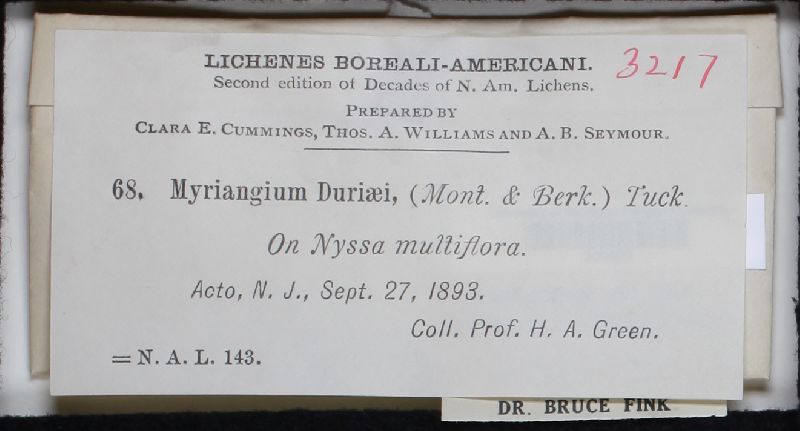 LICHENES BOREALI-AMERICANI. 3217
Second edition of Decades of N. Am. Lichens.
PREPARED BY
CLARA E. CUMMINGS, THOS. A. WILLIAMS AND A. B. SEYMOUR.
68. Myriangium Duriæi, (Mont. & Berk.) Tuck.
On Nyssa multiflora.
Acto, N. J., Sept. 27, 1893.
Coll. Prof. H. A. Green.
= N. A. L. 143.
DR. BRUCE FINK